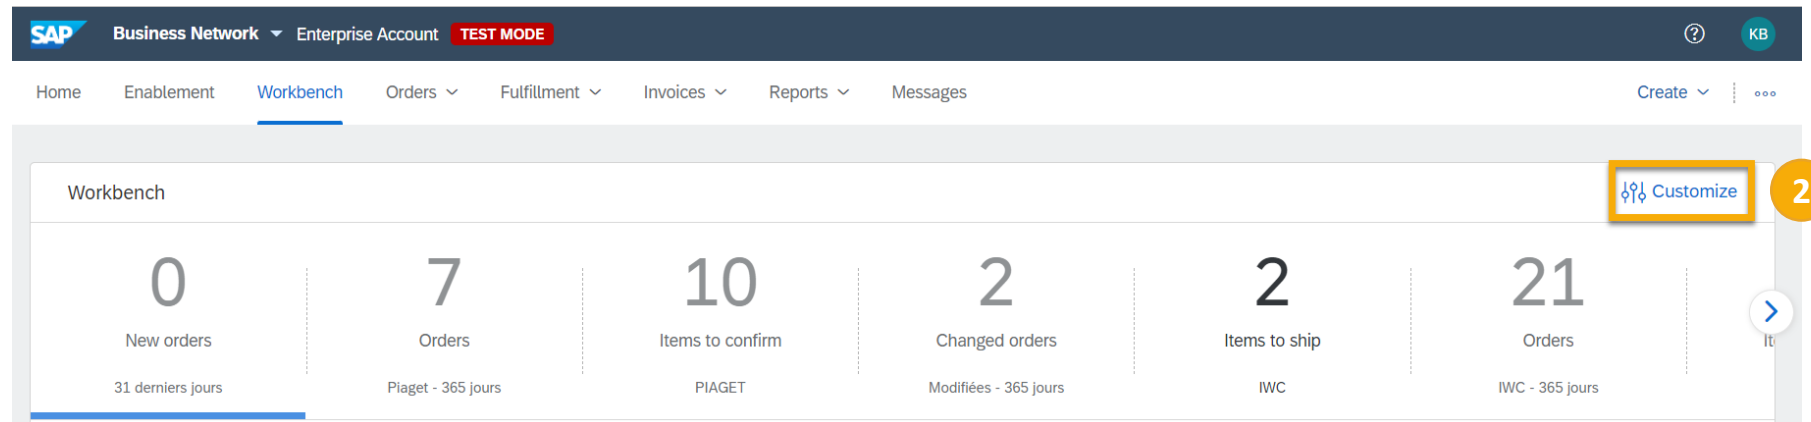 SAP Business Network Enterprise Account TEST MODE ? KB
Home Enablement Workbench Orders Fulfillment Invoices Reports Messages Create
Workbench Customize 2
0 7 10 2 2 21
New orders Orders Items to confirm Changed orders Items to ship Orders
31 derniers jours Piaget - 365 jours PIAGET Modifiées - 365 jours IWC IWC - 365 jours